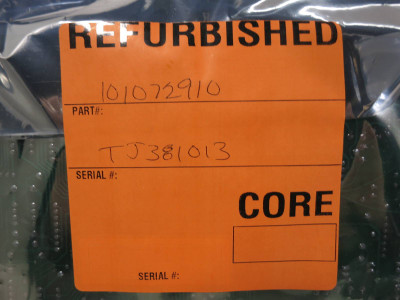 REFURBISHED
101072910
PART#:
TJ381013
SERIAL #:
CORE
SERIAL #: